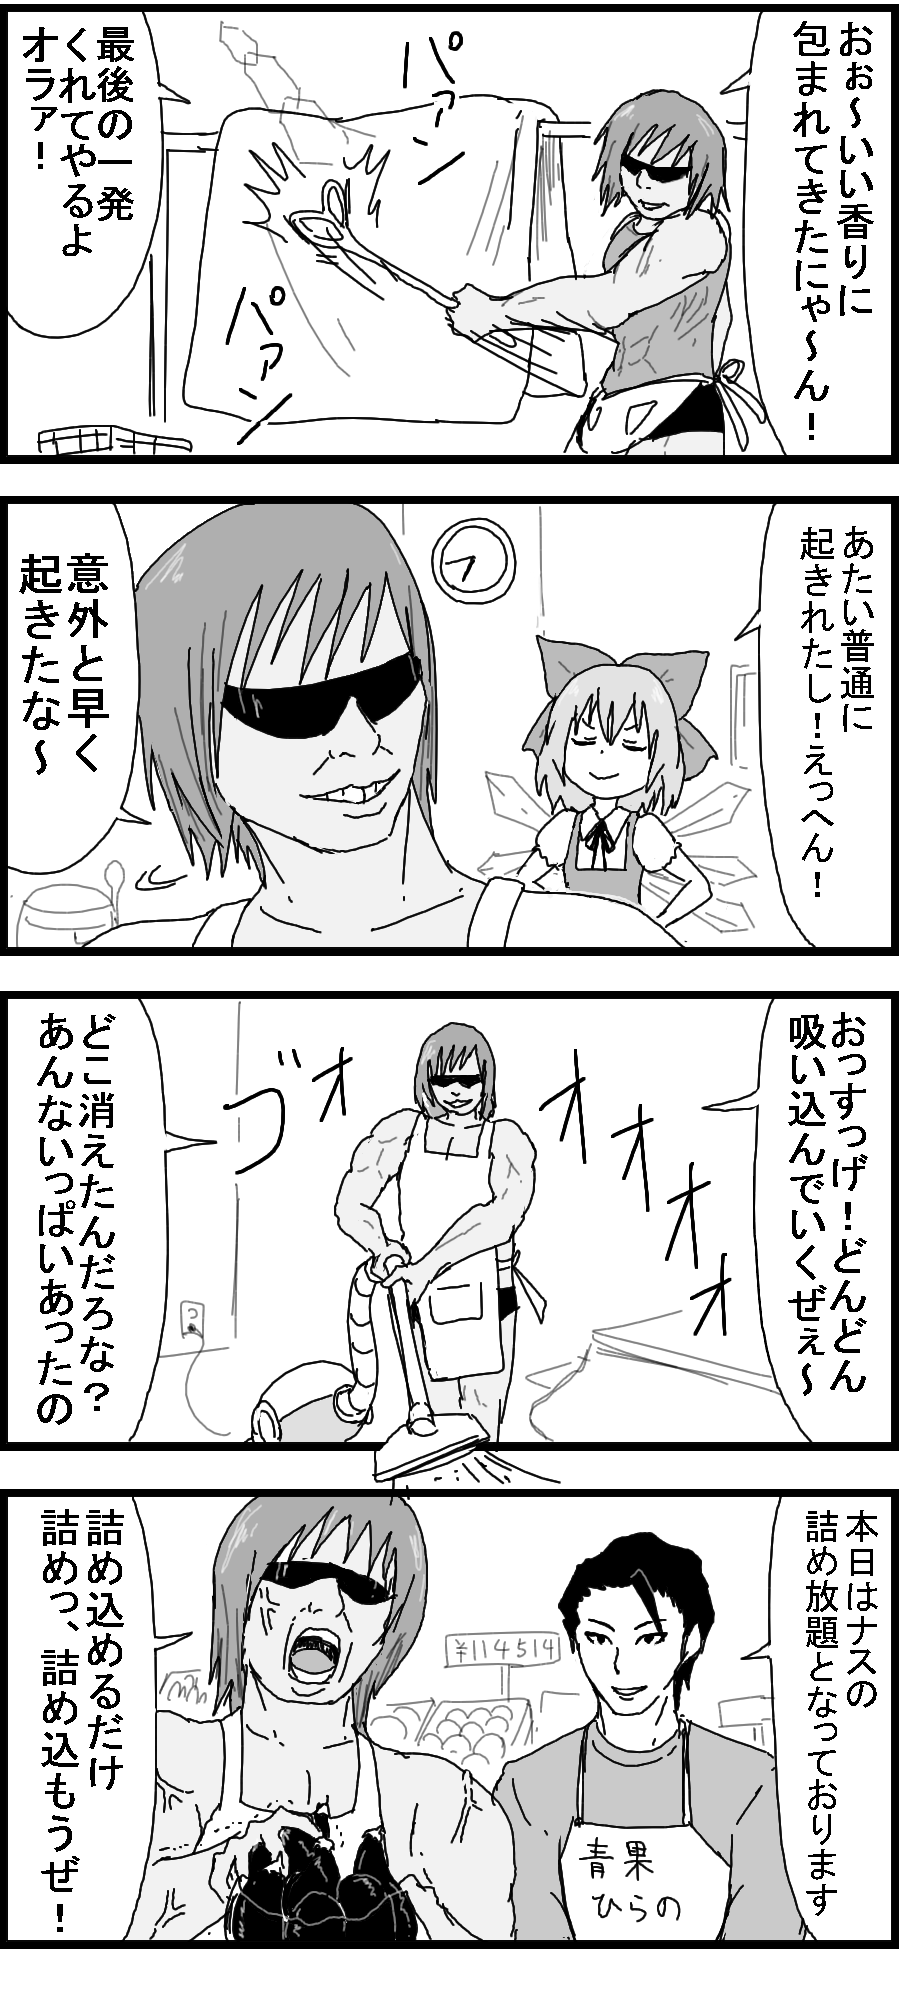 おぉ～いい香りに
包まれてきたにゃ～ん！
パァン
パァン
最後の一発
くれてやるよ
オラァ！
あたい普通に
起きれたし！えっへん！
意外と早く
起きたな～
おっすっげ！どんどん
吸い込んでいくぜぇ～
ゴオオオオオ
どこ消えたんだろな？
あんないっぱいあったの
本日はナスの
詰め放題となっております
¥114514
青果
ひらの
詰め込めるだけ
詰めっ、詰め込もうぜ！